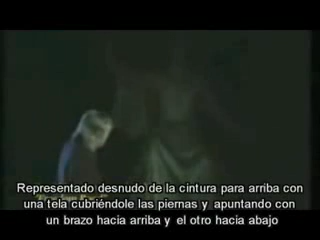 Representado desnudo de la cintura para arriba con
una tela cubriéndole las piernas y apuntando con
un brazo hacia arriba y el otro hacia abajo